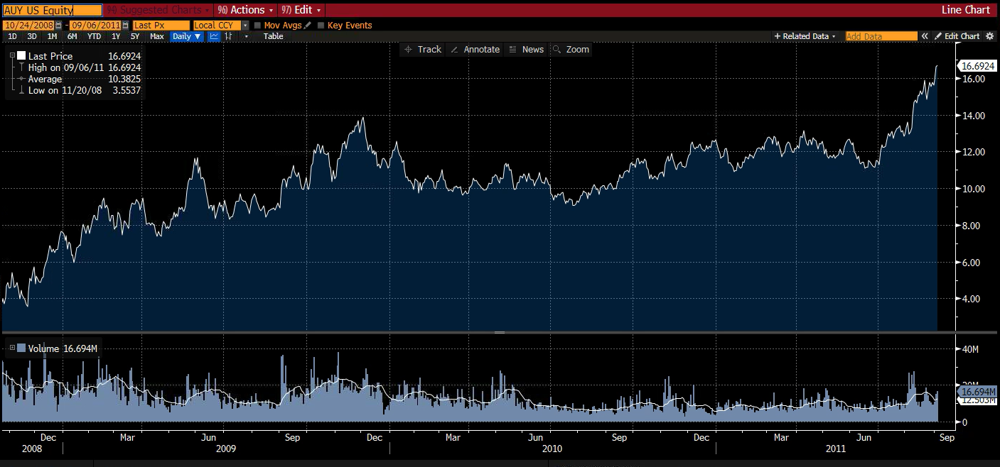 AUY US Equity 94) Suggested Charts 96) Actions 97) Edit Line Chart
10/24/2008 - 09/06/2011 Last Px Local CCY Mov Avgs Key Events
1D 3D 1M 6M YTD 1Y 5Y Max Daily ▼ Table + Related Data Add Data « Edit Chart
Track Annotate News Zoom
Last Price 16.6924
High on 09/06/11 16.6924
Average 10.3825
Low on 11/20/08 3.5537
16.6924
16.00
14.00
12.00
10.00
8.00
6.00
4.00
Volume 16.694M
40M
20M
16.694M
12.503M
0
Dec Mar Jun Sep Dec Mar Jun Sep Dec Mar Jun Sep
2008 2009 2010 2011